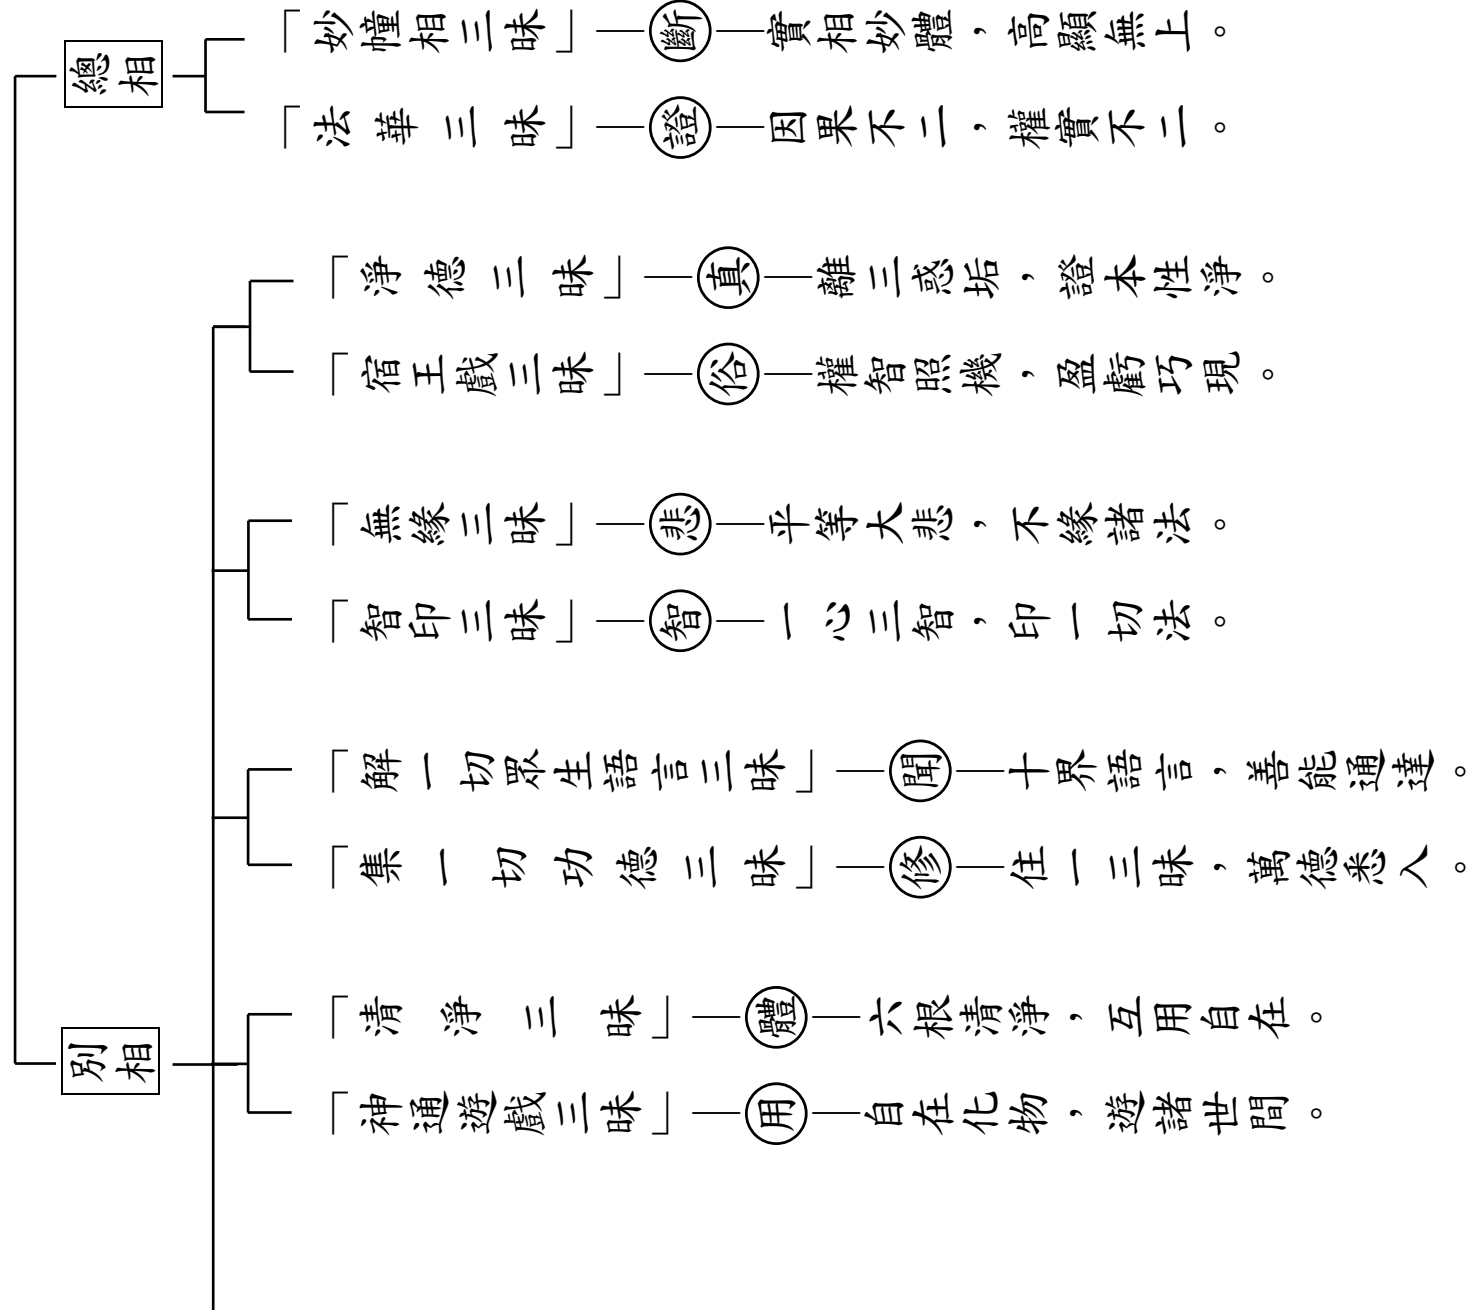 總相
「妙幢相三昧」—斷—實相妙體，高顯無上。
「法華三昧」—證—因果不二，權實不二。
別相
「淨德三昧」—真—離三惑垢，證本性淨。
「宿王戲三昧」—俗—權智照機，盈虧巧現。
「無緣三昧」—悲—平等大悲，不緣諸法。
「智印三昧」—智—一心三智，印一切法。
「解一切眾生語言三昧」—聞—十界語言，善能通達。
「集一切功德三昧」—修—住一三昧，萬德悉入。
「清淨三昧」—體—六根清淨，互用自在。
「神通遊戲三昧」—用—自在化物，遊諸世間。